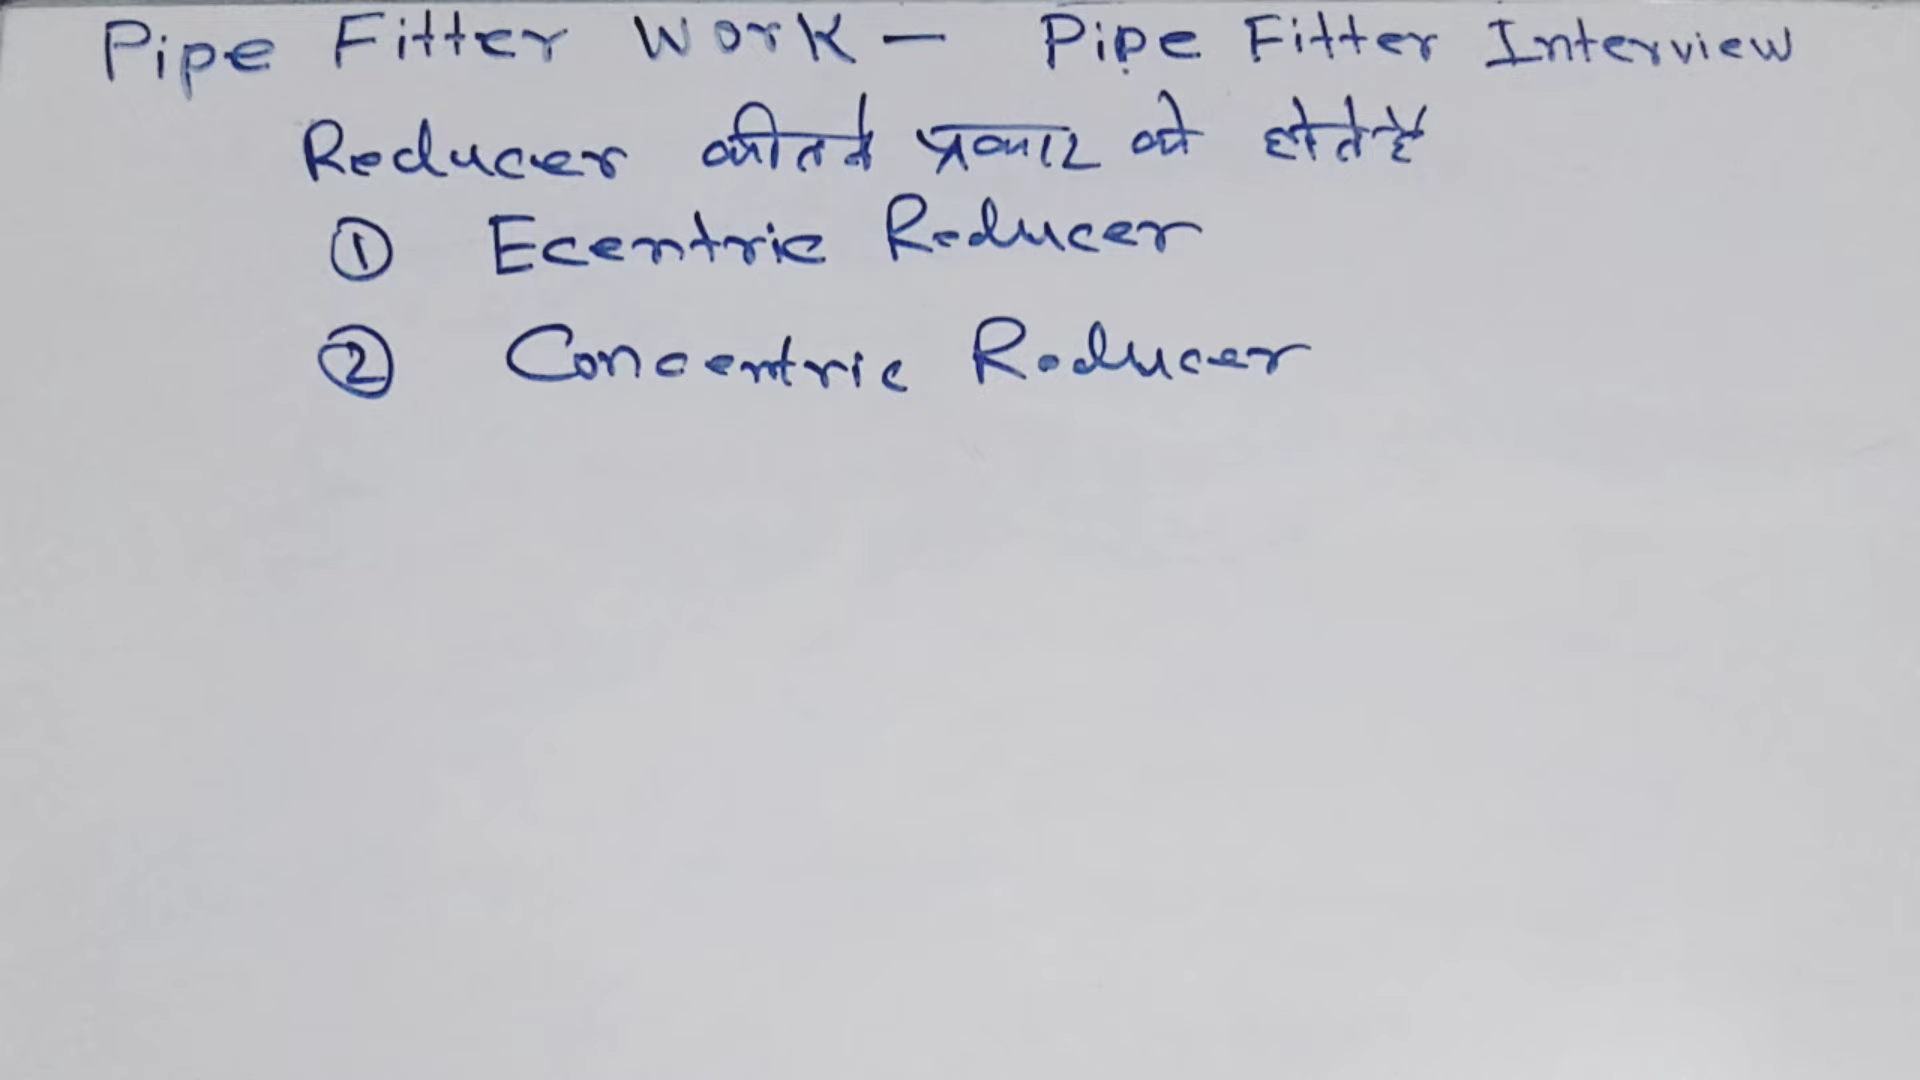 Pipe Fitter Work - Pipe Fitter Interview
Reducer कीतने प्रकार के होते है
① Ecentric Reducer
② Concentric Reducer